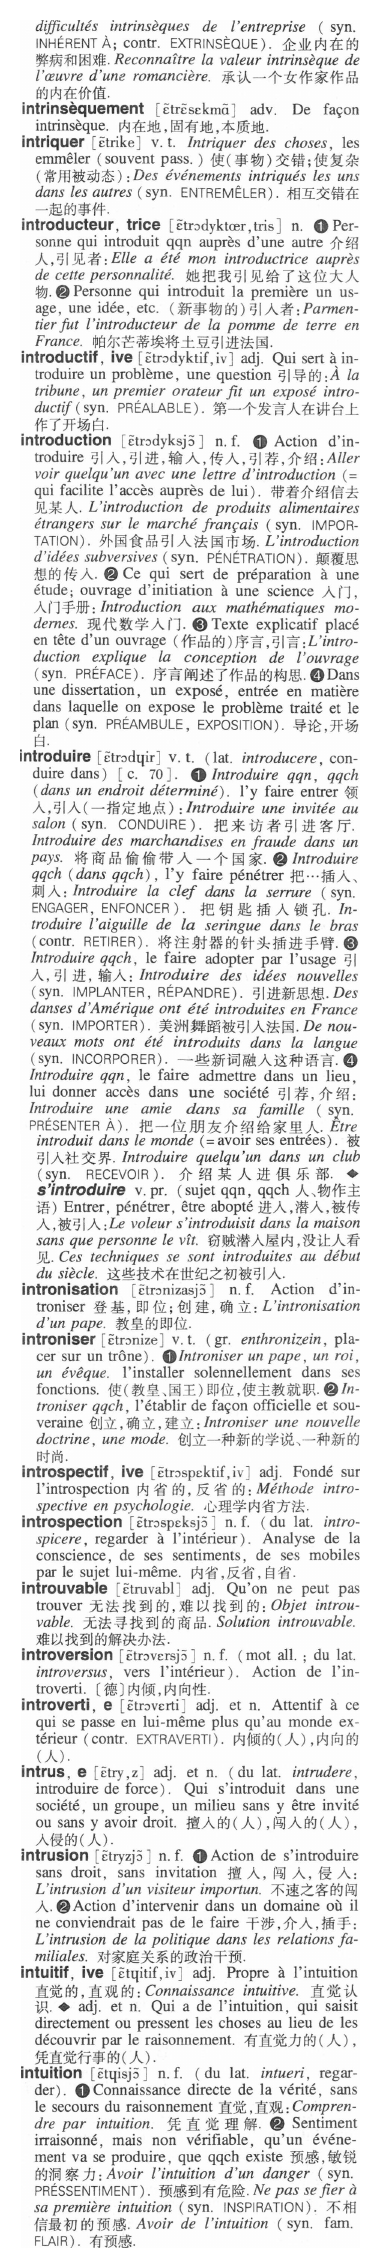 difficultés intrinsèques de l'entreprise ( syn.
INHÉRENT À; contr. EXTRINSÈQUE ). 企业内在的
弊病和困难. Reconnaître la valeur intrinsèque de
l'œuvre d'une romancière. 承认一个女作家作品
的内在价值.
intrinsèquement [ɛ̃trɛ̃sɛkmɑ̃] adv. De façon
intrinsèque. 内在地,固有地,本质地.
intriquer [ɛ̃trike] v. t. Intriquer des choses, les
emmêler (souvent pass. ) 使(事物)交错;使复杂
(常用被动) : Des événements intriqués les uns
dans les autres (syn. ENTREMÊLER). 相互交错在
一起的事件.
introducteur, trice [ɛ̃trɔdyktœr,tris] n. ❶ Per-
sonne qui introduit qqn auprès d'une autre 介绍
人,引见者: Elle a été mon introductrice auprès
de cette personnalité. 她把我引见给了这位大人
物. ❷ Personne qui introduit la première un us-
age, une idée, etc. (新事物的)引入者: Parmen-
tier fut l'introducteur de la pomme de terre en
France. 帕尔芒蒂埃将土豆引进法国.
introductif, ive [ɛ̃trɔdyktif,iv] adj. Qui sert à in-
troduire un problème, une question 引导的: À la
tribune, un premier orateur fit un exposé intro-
ductif (syn. PRÉALABLE). 第一个发言人在讲台上
作了开场白.
introduction [ɛ̃trɔdyksjɔ̃] n. f. ❶ Action d'in-
troduire 引入,引进,输入,传入,引荐,介绍: Aller
voir quelqu'un avec une lettre d'introduction (=
qui facilite l'accès auprès de lui). 带着介绍信去
见某人. L'introduction de produits alimentaires
étrangers sur le marché français ( syn. IMPOR-
TATION). 外国食品引入法国市场. L'introduction
d'idées subversives ( syn. PÉNÉTRATION). 颠覆思
想的传入. ❷ Ce qui sert de préparation à une
étude; ouvrage d'initiation à une science 入门,
入门手册: Introduction aux mathématiques mo-
dernes. 现代数学入门. ❸ Texte explicatif placé
en tête d'un ouvrage (作品的)序言,引言: L'intro-
duction explique la conception de l'ouvrage
(syn. PRÉFACE). 序言阐述了作品的构思. ❹ Dans
une dissertation, un exposé, entrée en matière
dans laquelle on expose le problème traité et le
plan (syn. PRÉAMBULE, EXPOSITION). 导论,开场
白.
introduire [ɛ̃trɔdɥir] v. t. (lat. introducere, con-
duire dans) [ c. 70]. ❶ Introduire qqn, qqch
(dans un endroit déterminé). l'y faire entrer 领
入,引入(一指定地点) : Introduire une invitée au
salon ( syn. CONDUIRE). 把来访者引进客厅.
Introduire des marchandises en fraude dans un
pays. 将商品偷偷带入一个国家. ❷ Introduire
qqch (dans qqch), l'y faire pénétrer 把…插入、
刺入: Introduire la clef dans la serrure ( syn.
ENGAGER, ENFONCER ). 把钥匙插入锁孔. In-
troduire l'aiguille de la seringue dans le bras
(contr. RETIRER). 将注射器的针头插进手臂. ❸
Introduire qqch, le faire adopter par l'usage 引
入,引进,输入: Introduire des idées nouvelles
(syn. IMPLANTER, RÉPANDRE). 引进新思想. Des
danses d'Amérique ont été introduites en France
(syn. IMPORTER). 美洲舞蹈被引入法国. De nou-
veaux mots ont été introduits dans la langue
(syn. INCORPORER). 一些新词融入这种语言. ❹
Introduire qqn, le faire admettre dans un lieu,
lui donner accès dans une société 引荐,介绍:
Introduire une amie dans sa famille ( syn.
PRÉSENTER À). 把一位朋友介绍给家里人. Être
introduit dans le monde (= avoir ses entrées). 被
引入社交界. Introduire quelqu'un dans un club
(syn. RECEVOIR ). 介绍某人进俱乐部. ◆
s'introduire v. pr. (sujet qqn, qqch 人、物作主
语) Entrer, pénétrer, être abopté 进入,潜入,被传
入,被引入: Le voleur s'introduisit dans la maison
sans que personne le vît. 窃贼潜入屋内,没让人看
见. Ces techniques se sont introduites au début
du siècle. 这些技术在世纪之初被引入.
intronisation [ɛ̃trɔnizasjɔ̃] n. f. Action d'in-
troniser 登基,即位;创建,确立: L'intronisation
d'un pape. 教皇的即位.
introniser [ɛ̃trɔnize] v. t. ( gr. enthronizein, pla-
cer sur un trône). ❶ Introniser un pape, un roi,
un évêque. l'installer solennellement dans ses
fonctions. 使(教皇、国王)即位,使主教就职. ❷ In-
troniser qqch, l'établir de façon officielle et sou-
veraine 创立,确立,建立: Introniser une nouvelle
doctrine, une mode. 创立一种新的学说、一种新的
时尚.
introspectif, ive [ɛ̃trɔspɛktif,iv] adj. Fondé sur
l'introspection 内省的,反省的: Méthode intro-
spective en psychologie. 心理学内省方法.
introspection [ɛ̃trɔspɛksjɔ̃] n. f. ( du lat. intro-
spicere, regarder à l'intérieur). Analyse de la
conscience, de ses sentiments, de ses mobiles
par le sujet lui-même. 内省,反省,自省.
introuvable [ɛ̃truvabl] adj. Qu'on ne peut pas
trouver 无法找到的,难以找到的: Objet introu-
vable. 无法寻找到的商品. Solution introuvable.
难以找到的解决办法.
introversion [ɛ̃trɔvɛrsjɔ̃] n. f. (mot all. ; du lat.
introversus, vers l'intérieur). Action de l'in-
troverti. [德]内倾,内向性.
introverti, e [ɛ̃trɔvɛrti] adj. et n. Attentif à ce
qui se passe en lui-même plus qu'au monde ex-
térieur (contr. EXTRAVERTI). 内倾的(人),内向的
(人).
intrus, e [ɛ̃try,z] adj. et n. ( du lat. intrudere,
introduire de force). Qui s'introduit dans une
société, un groupe, un milieu sans y être invité
ou sans y avoir droit. 擅入的(人),闯入的(人),
入侵的(人).
intrusion [ɛ̃tryzjɔ̃] n. f. ❶ Action de s'introduire
sans droit, sans invitation 擅入,闯入,侵入:
L'intrusion d'un visiteur importun. 不速之客的闯
入. ❷ Action d'intervenir dans un domaine où il
ne conviendrait pas de le faire 干涉,介入,插手:
L'intrusion de la politique dans les relations fa-
miliales. 对家庭关系的政治干预.
intuitif, ive [ɛ̃tɥitif,iv] adj. Propre à l'intuition
直觉的,直观的: Connaissance intuitive. 直觉认
识. ◆ adj. et n. Qui a de l'intuition, qui saisit
directement ou pressent les choses au lieu de les
découvrir par le raisonnement. 有直觉力的(人),
凭直觉行事的(人).
intuition [ɛ̃tɥisjɔ̃] n. f. ( du lat. intueri, regar-
der). ❶ Connaissance directe de la vérité, sans
le secours du raisonnement 直觉,直观: Compren-
dre par intuition. 凭直觉理解. ❷ Sentiment
irraisonné, mais non vérifiable, qu'un événe-
ment va se produire, que qqch existe 预感,敏锐
的洞察力: Avoir l'intuition d'un danger ( syn.
PRESSENTIMENT). 预感到有危险. Ne pas se fier à
sa première intuition ( syn. INSPIRATION). 不相
信最初的预感. Avoir de l'intuition ( syn. fam.
FLAIR). 有预感.